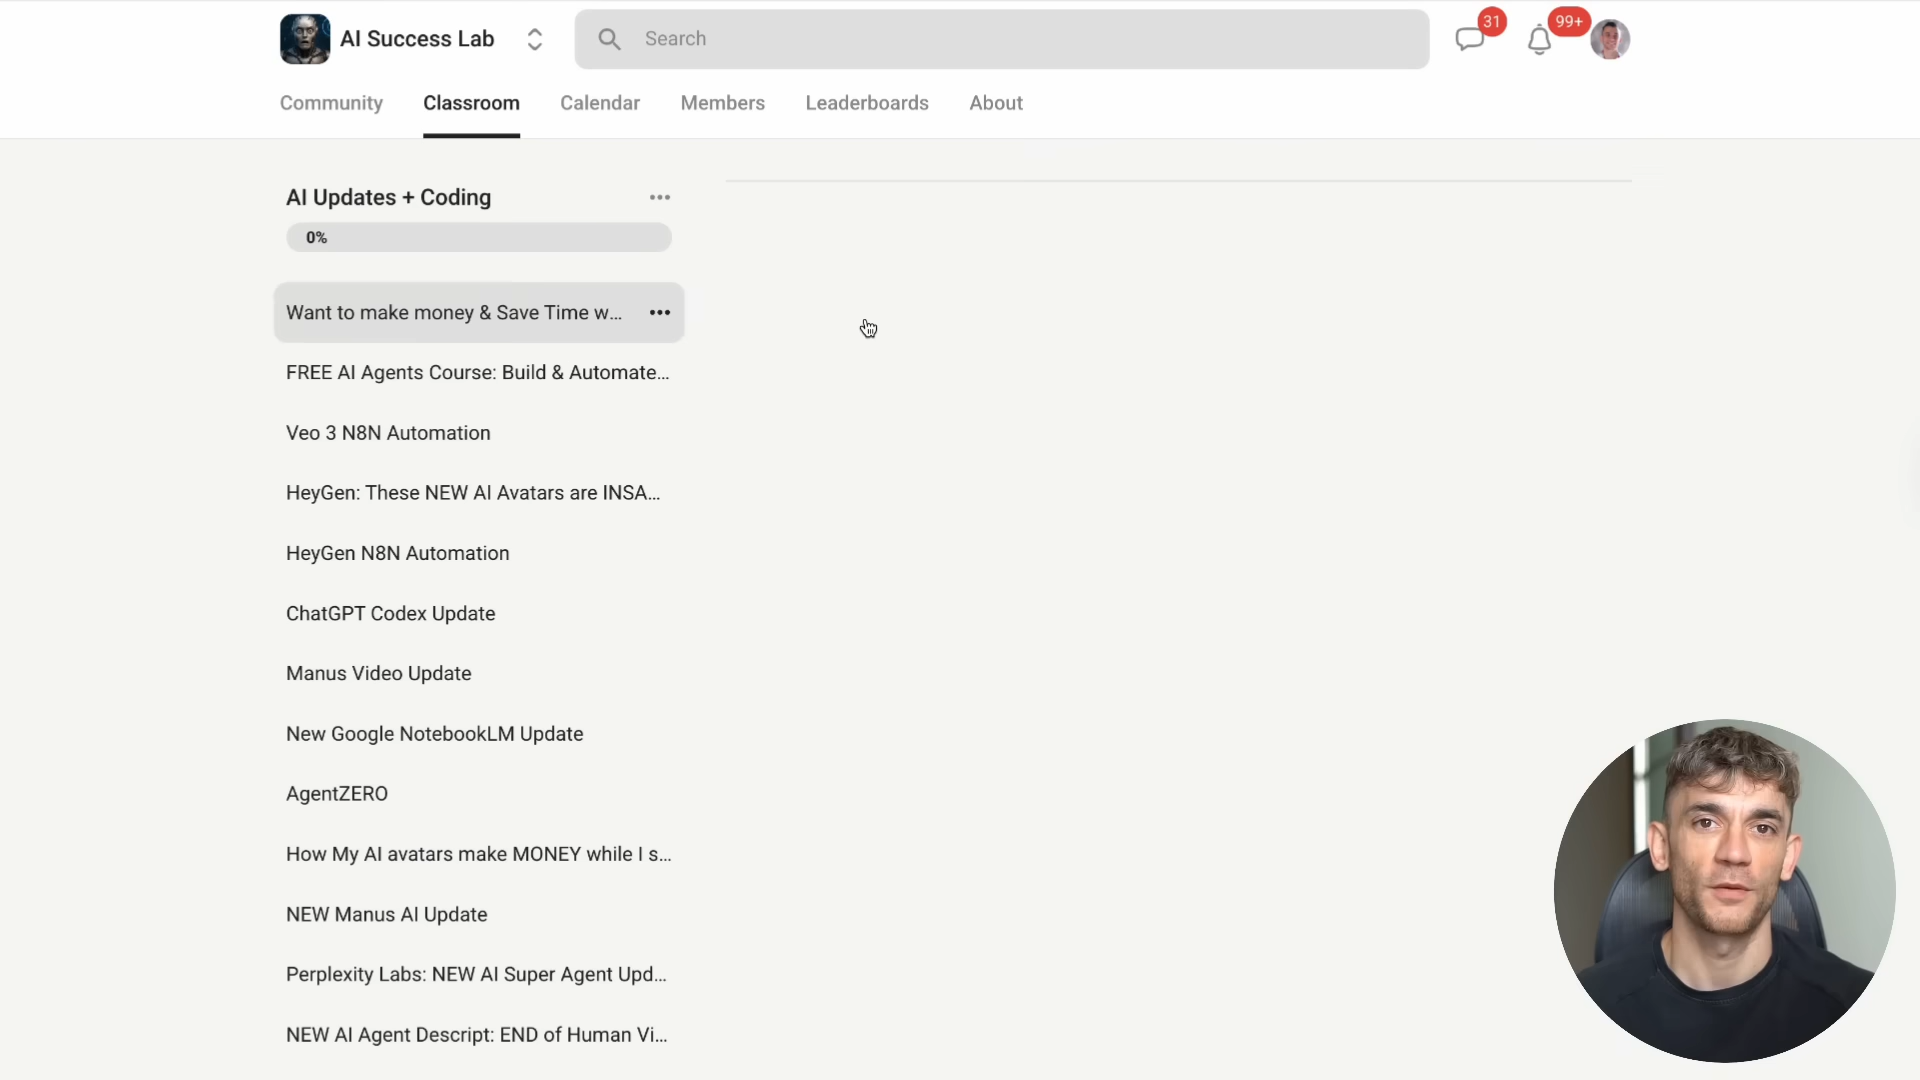 AI Success Lab
Search
31
99+
Community
Classroom
Calendar
Members
Leaderboards
About
AI Updates + Coding
0%
Want to make money & Save Time w...
FREE AI Agents Course: Build & Automate...
Veo 3 N8N Automation
HeyGen: These NEW AI Avatars are INSA...
HeyGen N8N Automation
ChatGPT Codex Update
Manus Video Update
New Google NotebookLM Update
AgentZERO
How My AI avatars make MONEY while I s...
NEW Manus AI Update
Perplexity Labs: NEW AI Super Agent Upd...
NEW AI Agent Descript: END of Human Vi...